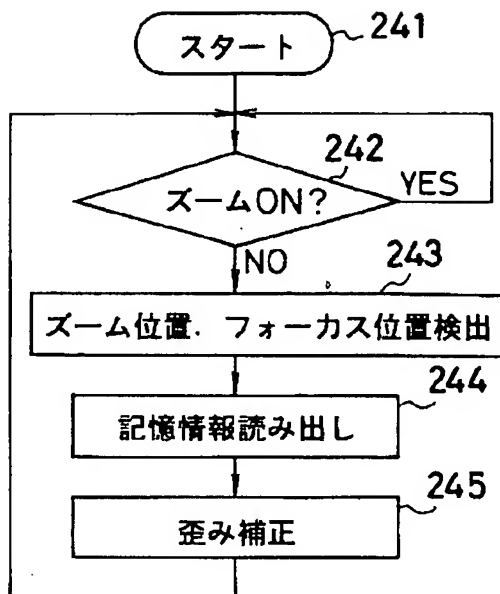 スタート
241
ズームON?
242
YES
NO
243
ズーム位置.フォーカス位置検出
244
記憶情報読み出し
245
歪み補正